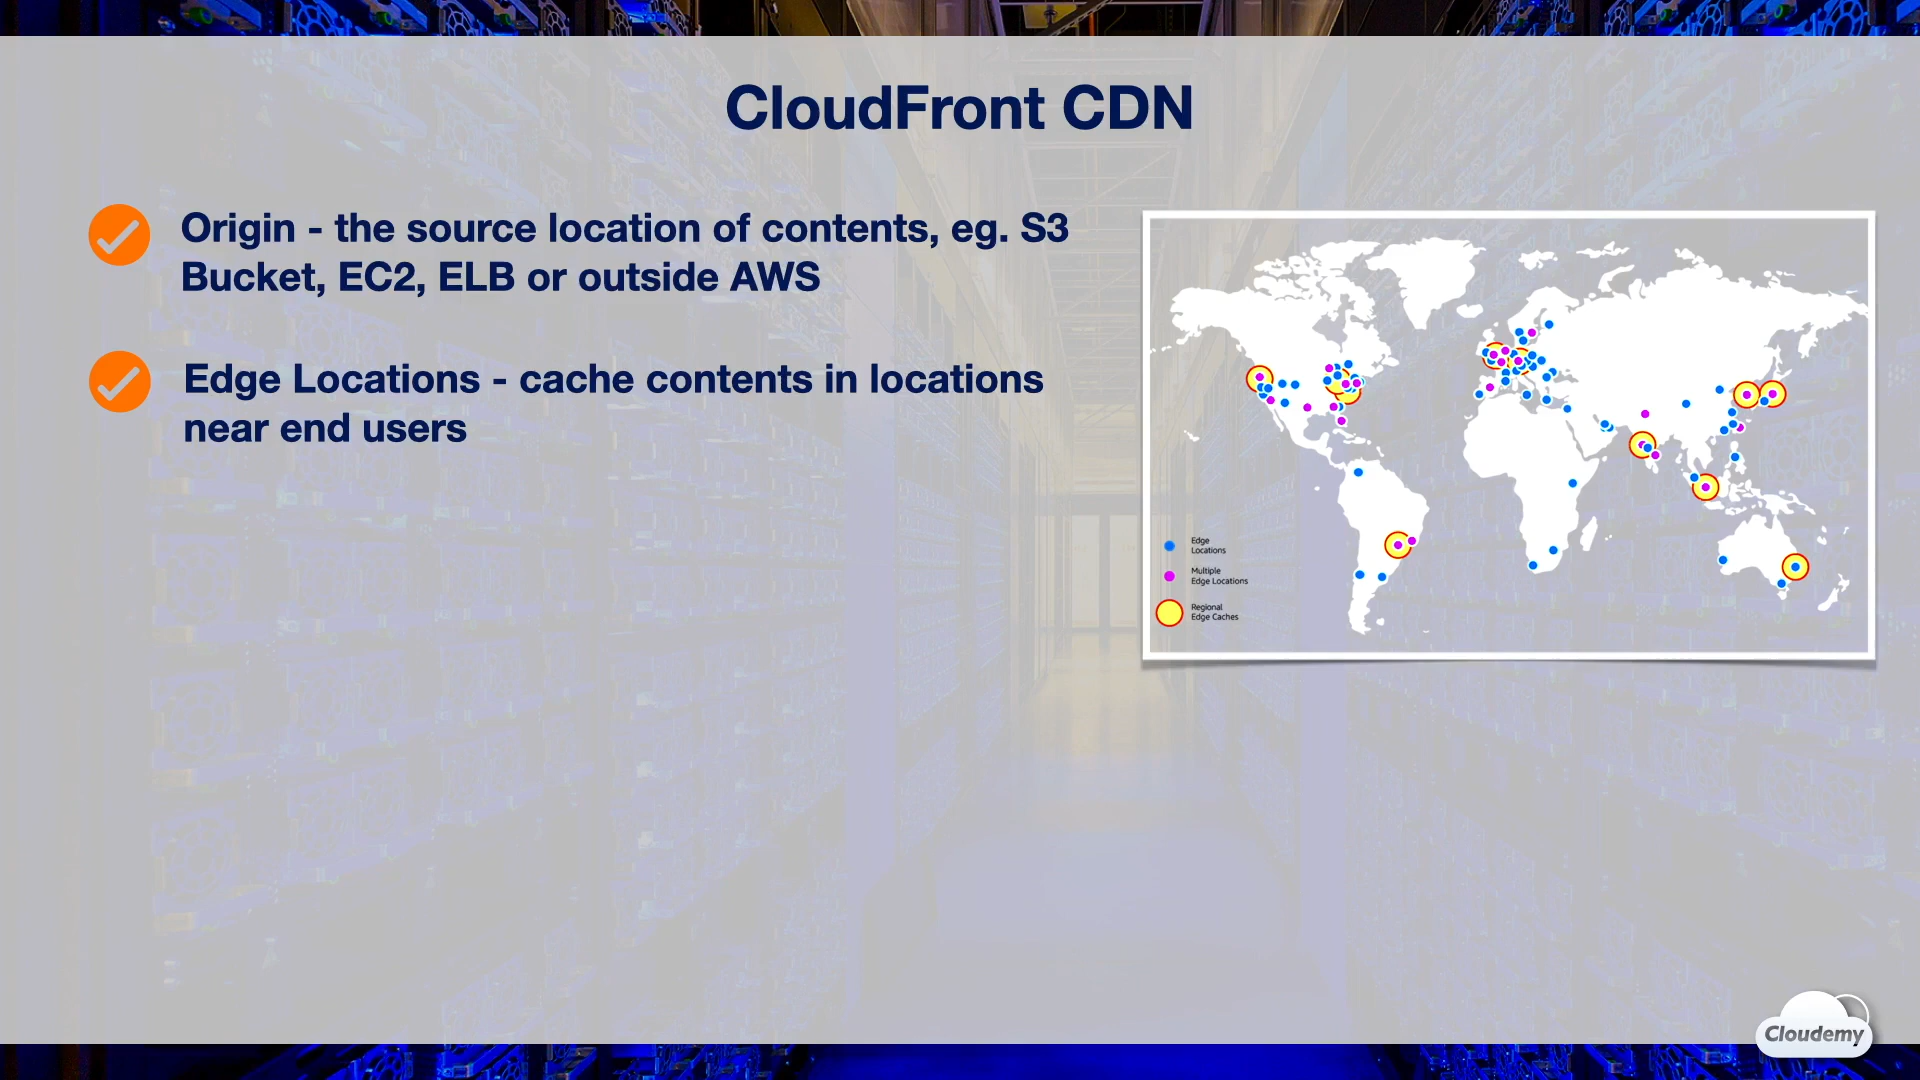 CloudFront CDN
Origin - the source location of contents, eg. S3
Bucket, EC2, ELB or outside AWS
Edge Locations - cache contents in locations
near end users
Edge
Locations
Multiple
Edge Locations
Regional
Edge Caches
Cloudemy